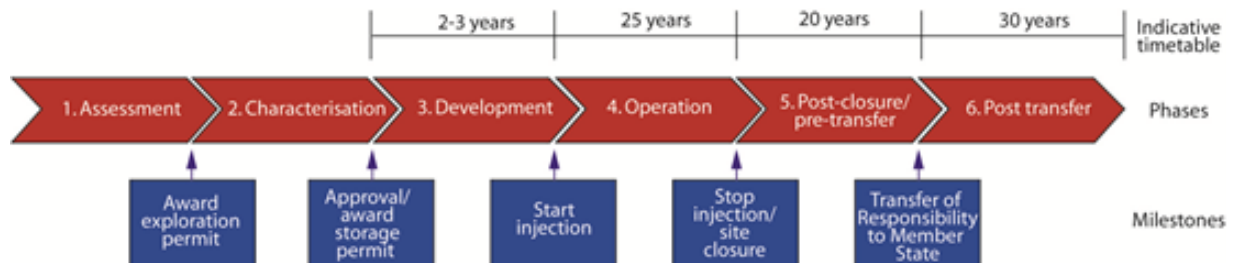 2-3 years
25 years
20 years
30 years
Indicative
timetable
1. Assessment
2. Characterisation
3. Development
4. Operation
5. Post-closure/
pre-transfer
6. Post transfer
Phases
Award
exploration
permit
Approval/
award
storage
permit
Start
injection
Stop
injection/
site
closure
Transfer of
Responsibility
to Member
State
Milestones